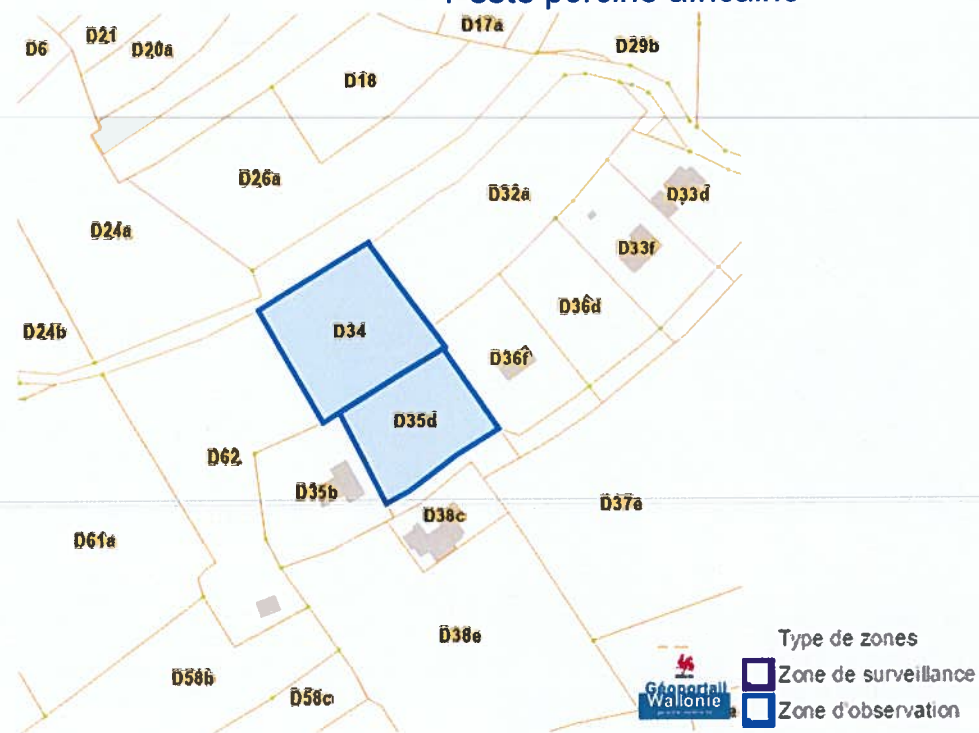 Peste porcine africaine
D17a
D6
D21
D20a
D29b
D18
D26a
D32a
D33d
D24a
D33f
D36d
D24b
D34
D36f
D35d
D62
D35b
D37e
D38c
D61a
D38e
D58b
D58c
Type de zones
Zone de surveillance
Zone d'observation
Géoportail
Wallonie